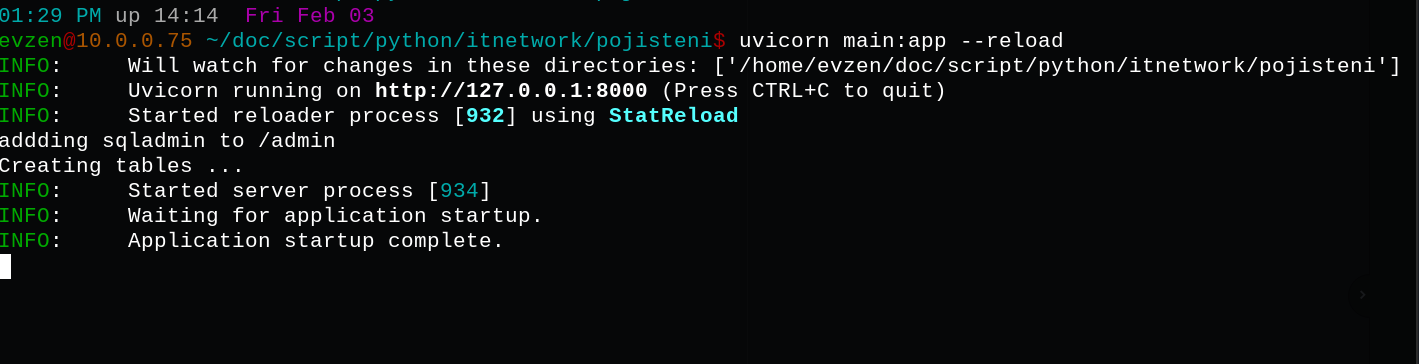 01:29 PM up 14:14  Fri Feb 03
evzen@10.0.0.75 ~/doc/script/python/itnetwork/pojisteni$ uvicorn main:app --reload
INFO:     Will watch for changes in these directories: ['/home/evzen/doc/script/python/itnetwork/pojisteni']
INFO:     Uvicorn running on http://127.0.0.1:8000 (Press CTRL+C to quit)
INFO:     Started reloader process [932] using StatReload
addding sqladmin to /admin
Creating tables ...
INFO:     Started server process [934]
INFO:     Waiting for application startup.
INFO:     Application startup complete.